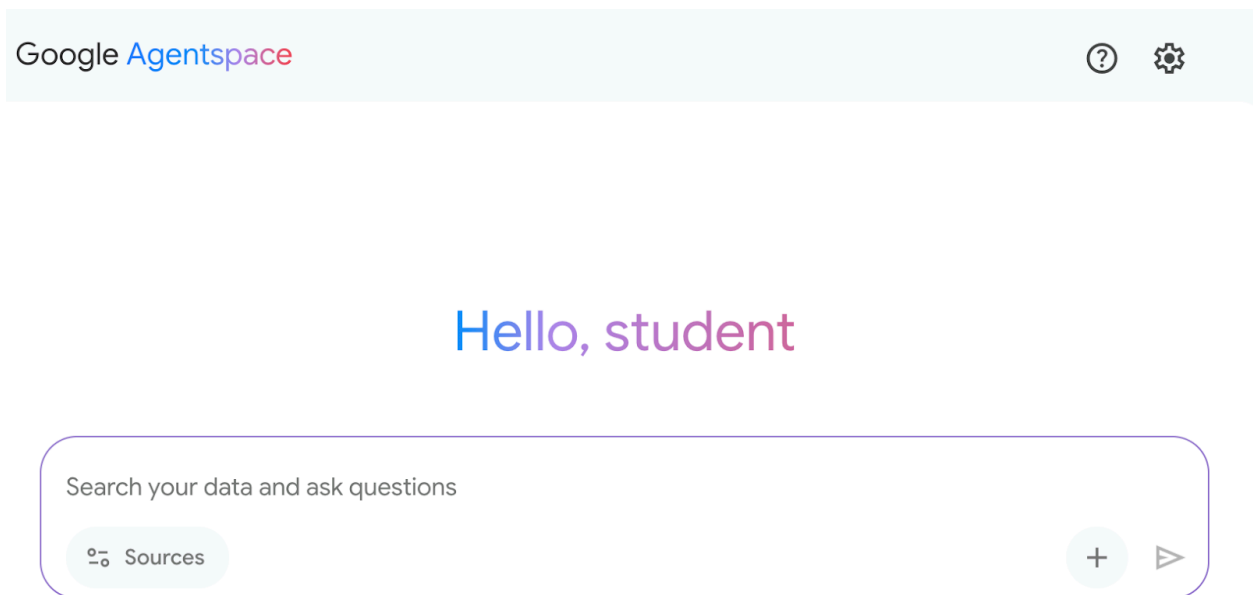 Google Agentspace
Hello, student
Search your data and ask questions
Sources